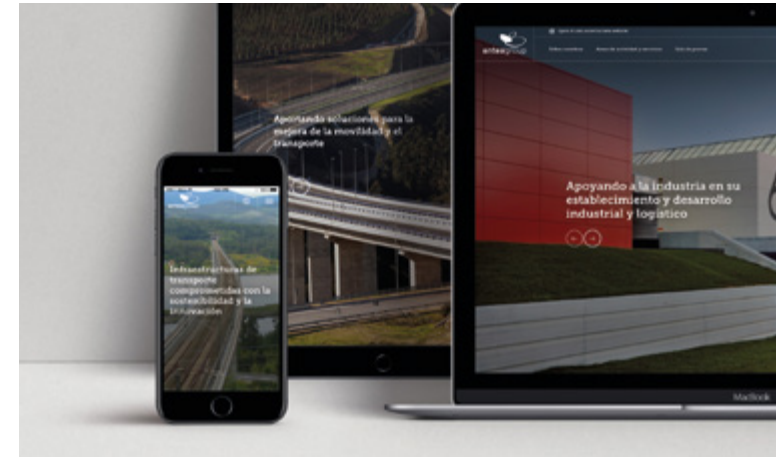 Aportando soluciones para la
mejora de la movilidad y el
transporte
Infraestructuras de
transporte
comprometidas con la
sostenibilidad y la
innovación
anteagroup
Apoyando a la industria en su
establecimiento y desarrollo
industrial y logístico
MacBook